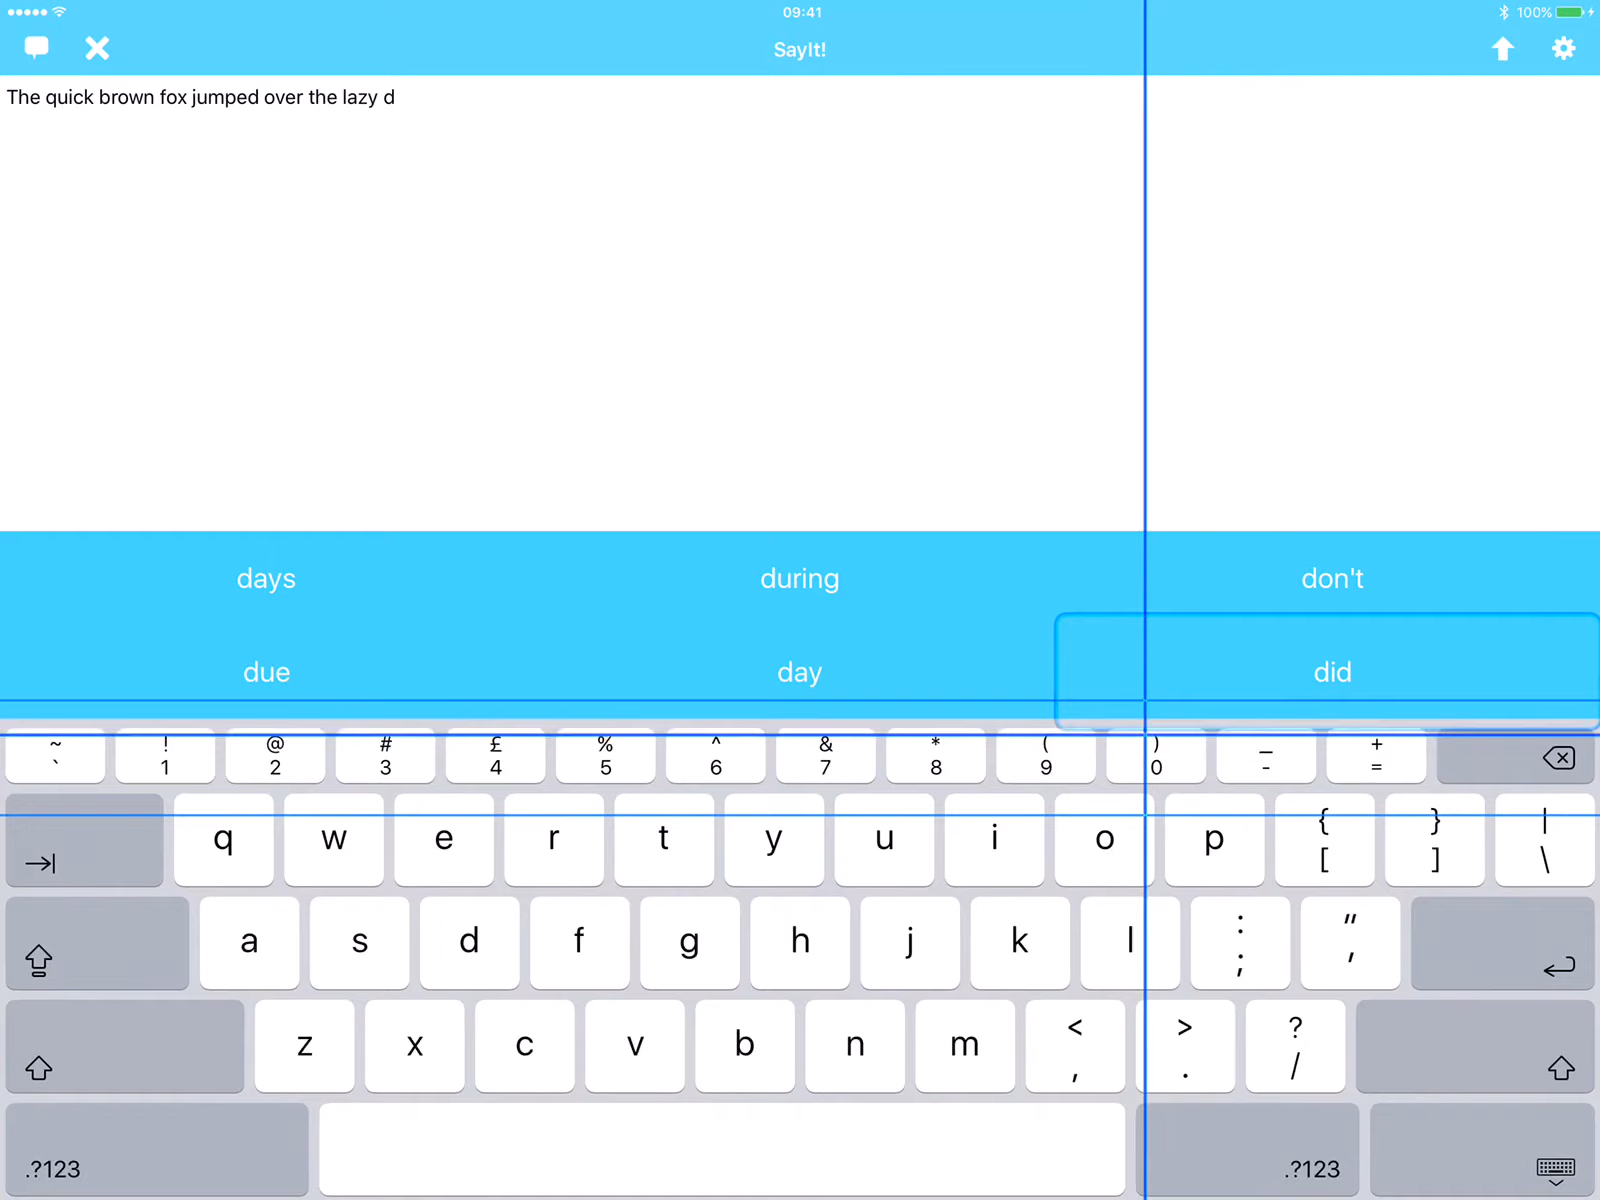 09:41
100%
SayIt!
The quick brown fox jumped over the lazy d
days during don't
due day did
~ ! @ # £ % ^ & * ( ) _ +
` 1 2 3 4 5 6 7 8 9 0 - =
q w e r t y u i o p { } |
[ ] \
a s d f g h j k l : "
; '
z x c v b n m < > ?
, . /
.?123 .?123